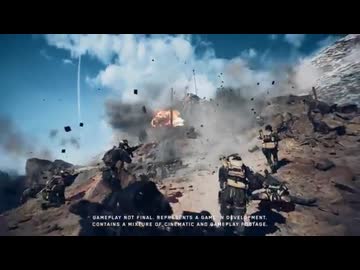 GAMEPLAY NOT FINAL. REPRESENTS A GAME IN DEVELOPMENT.
CONTAINS A MIXTURE OF CINEMATIC AND GAMEPLAY FOOTAGE.